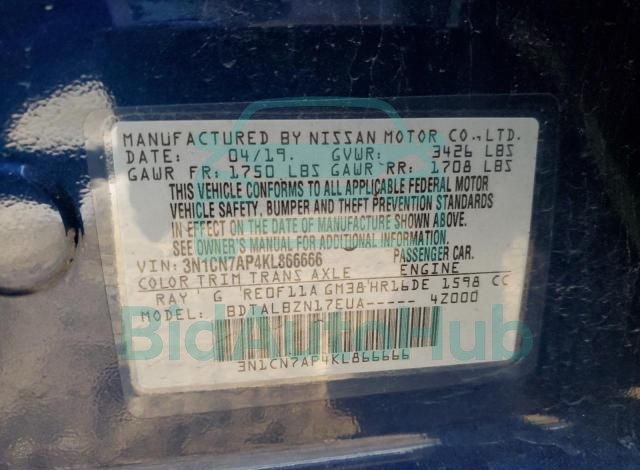 MANUFACTURED BY NISSAN MOTOR CO.,LTD.
DATE: 04/19. GVWR: 3426 LBS
GAWR FR: 1750 LBS GAWR RR: 1708 LBS
THIS VEHICLE CONFORMS TO ALL APPLICABLE FEDERAL MOTOR
VEHICLE SAFETY, BUMPER AND THEFT PREVENTION STANDARDS
IN EFFECT ON THE DATE OF MANUFACTURE SHOWN ABOVE.
SEE OWNER'S MANUAL FOR ADDITIONAL INFORMATION.
VIN: 3N1CN7AP4KL866666 PASSENGER CAR.
COLOR TRIM TRANS AXLE ENGINE
RAY G RE0F11A GM38 HR16DE 1598 CC
MODEL: BDTALBZN17EUA----- 4Z000
BidAutoHub
3N1CN7AP4KL866666